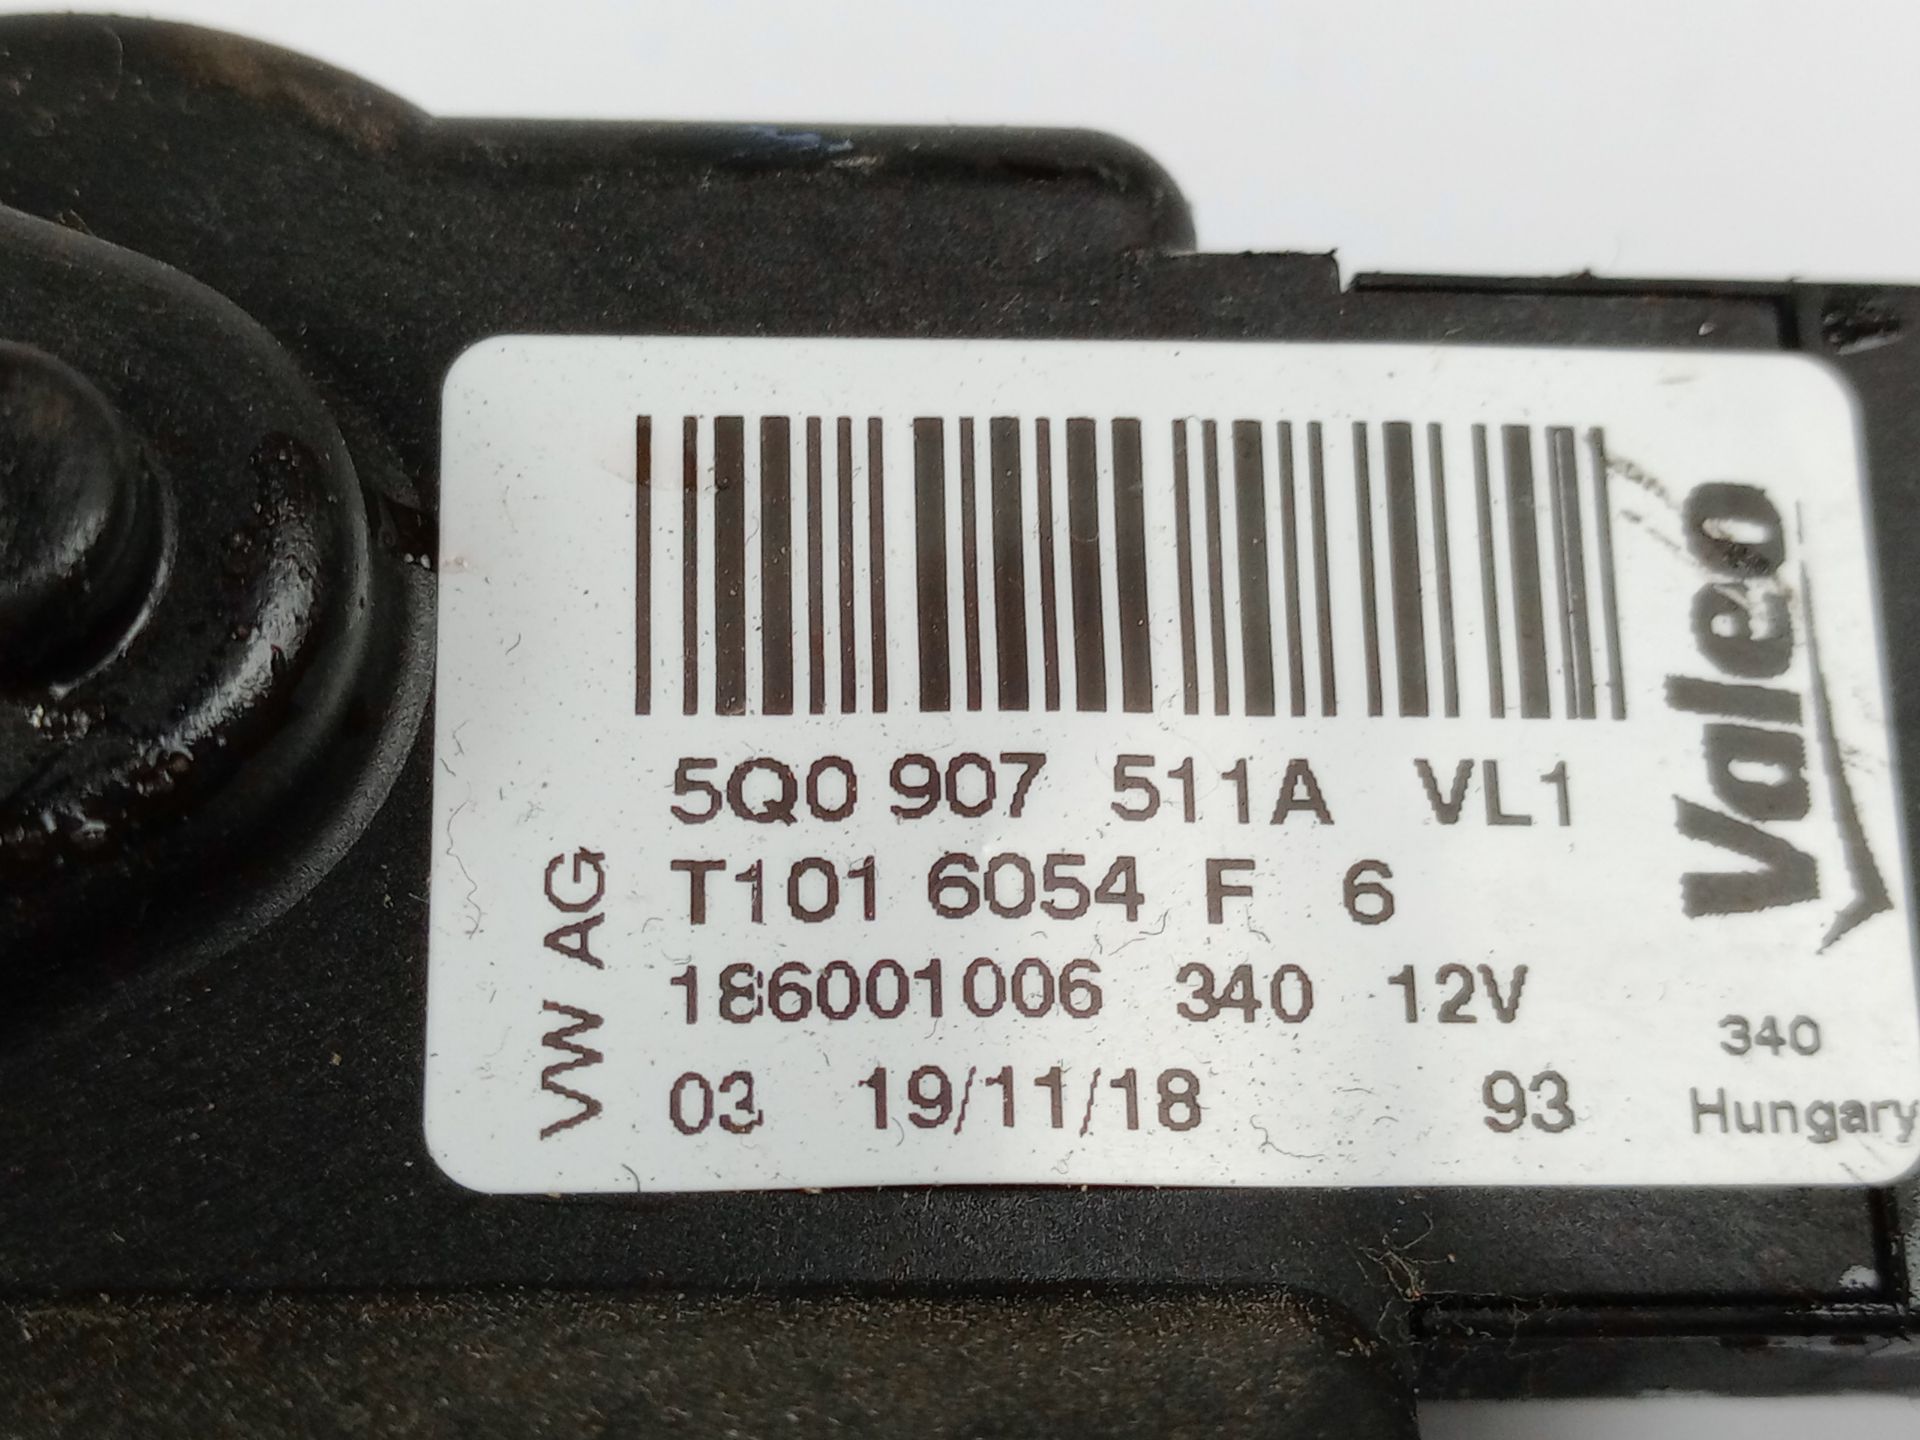 5Q0 907 511A VL1
T101 6054 F 6
186001006 340 12V
03 19/11/18 93
VW AG
Valeo
340
Hungary